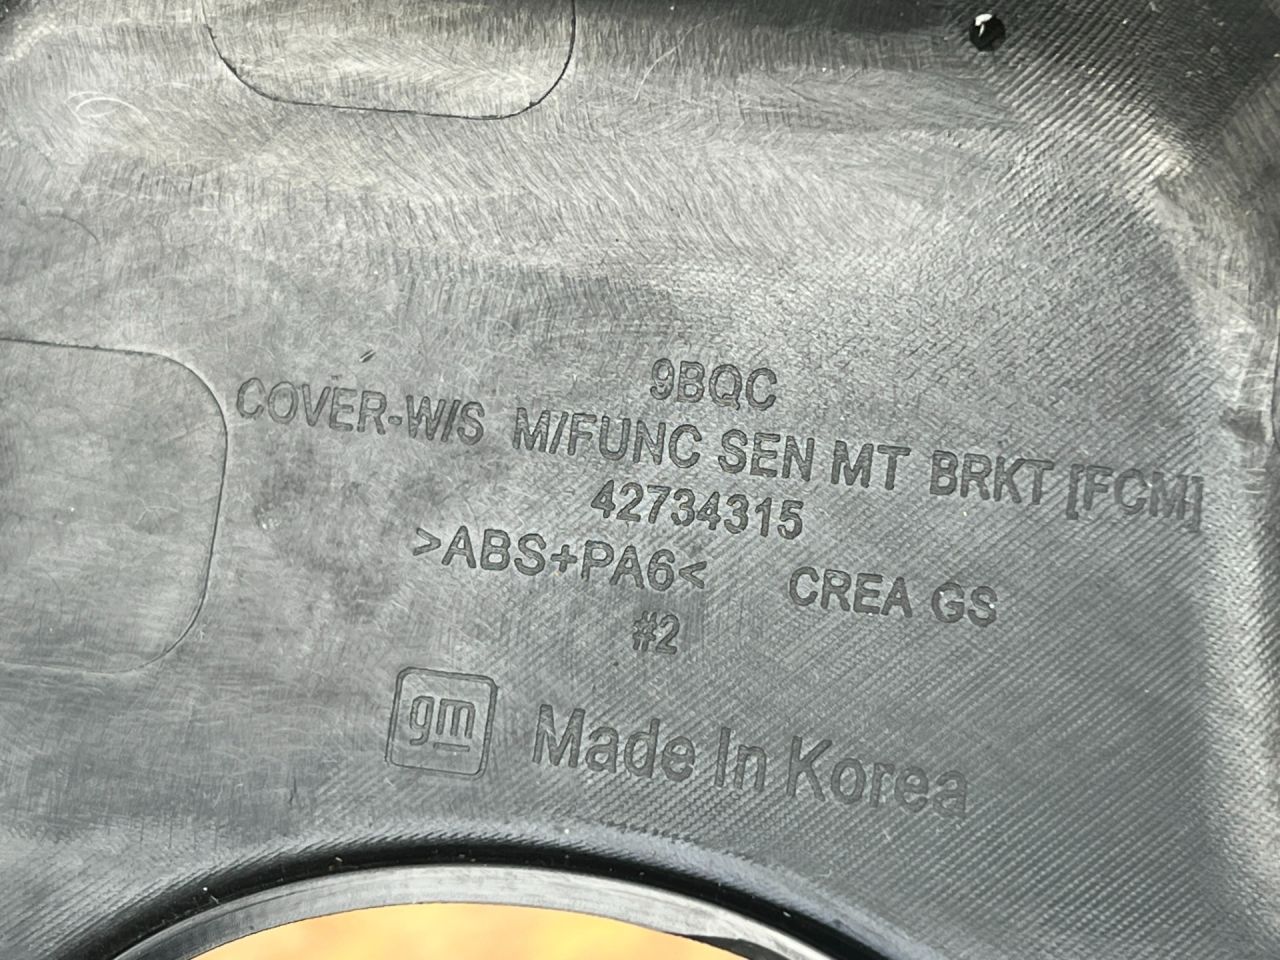 9BQC
COVER-W/S M/FUNC SEN MT BRKT [FCM]
42734315
>ABS+PA6< CREA GS
#2
gm Made In Korea